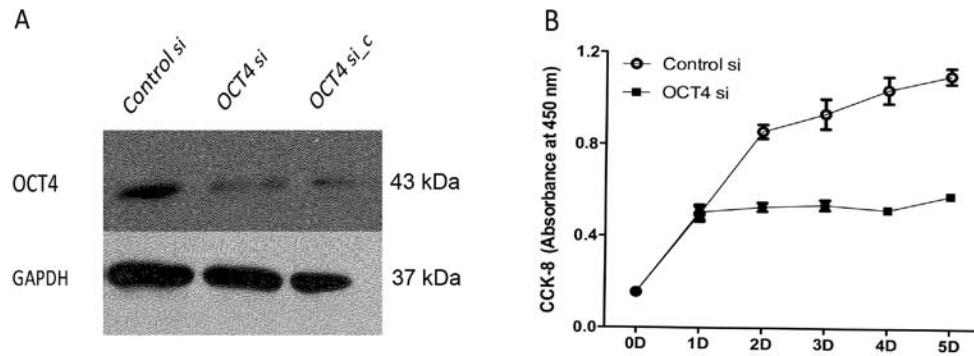 A
Control si
OCT4 si
OCT4 si_c
OCT4
43 kDa
GAPDH
37 kDa
B
CCK-8 (Absorbance at 450 nm)
1.2
0.8
0.4
0.0
Control si
OCT4 si
0D 1D 2D 3D 4D 5D